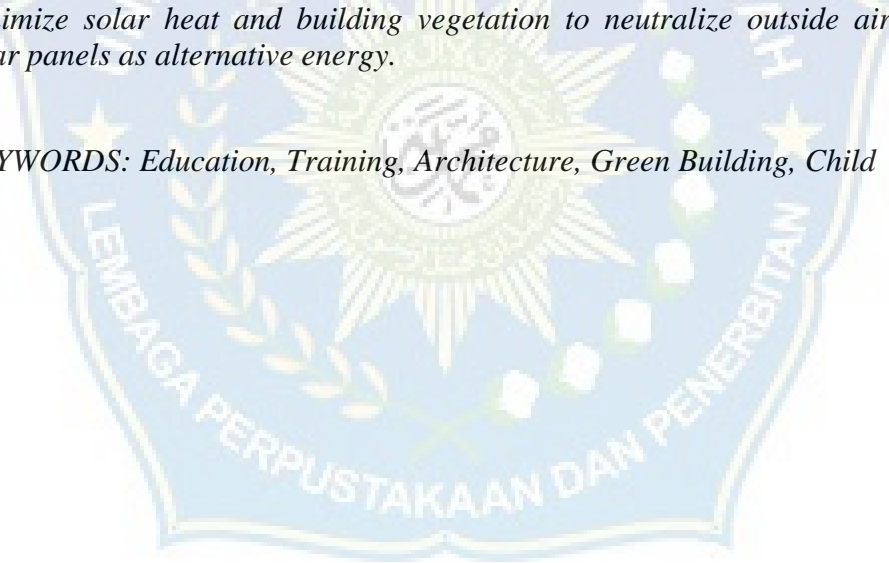 nimize solar heat and building vegetation to neutralize outside air
ar panels as alternative energy.
YWORDS: Education, Training, Architecture, Green Building, Child
LEMBAGA PERPUSTAKAAN DAN PENERBITAN